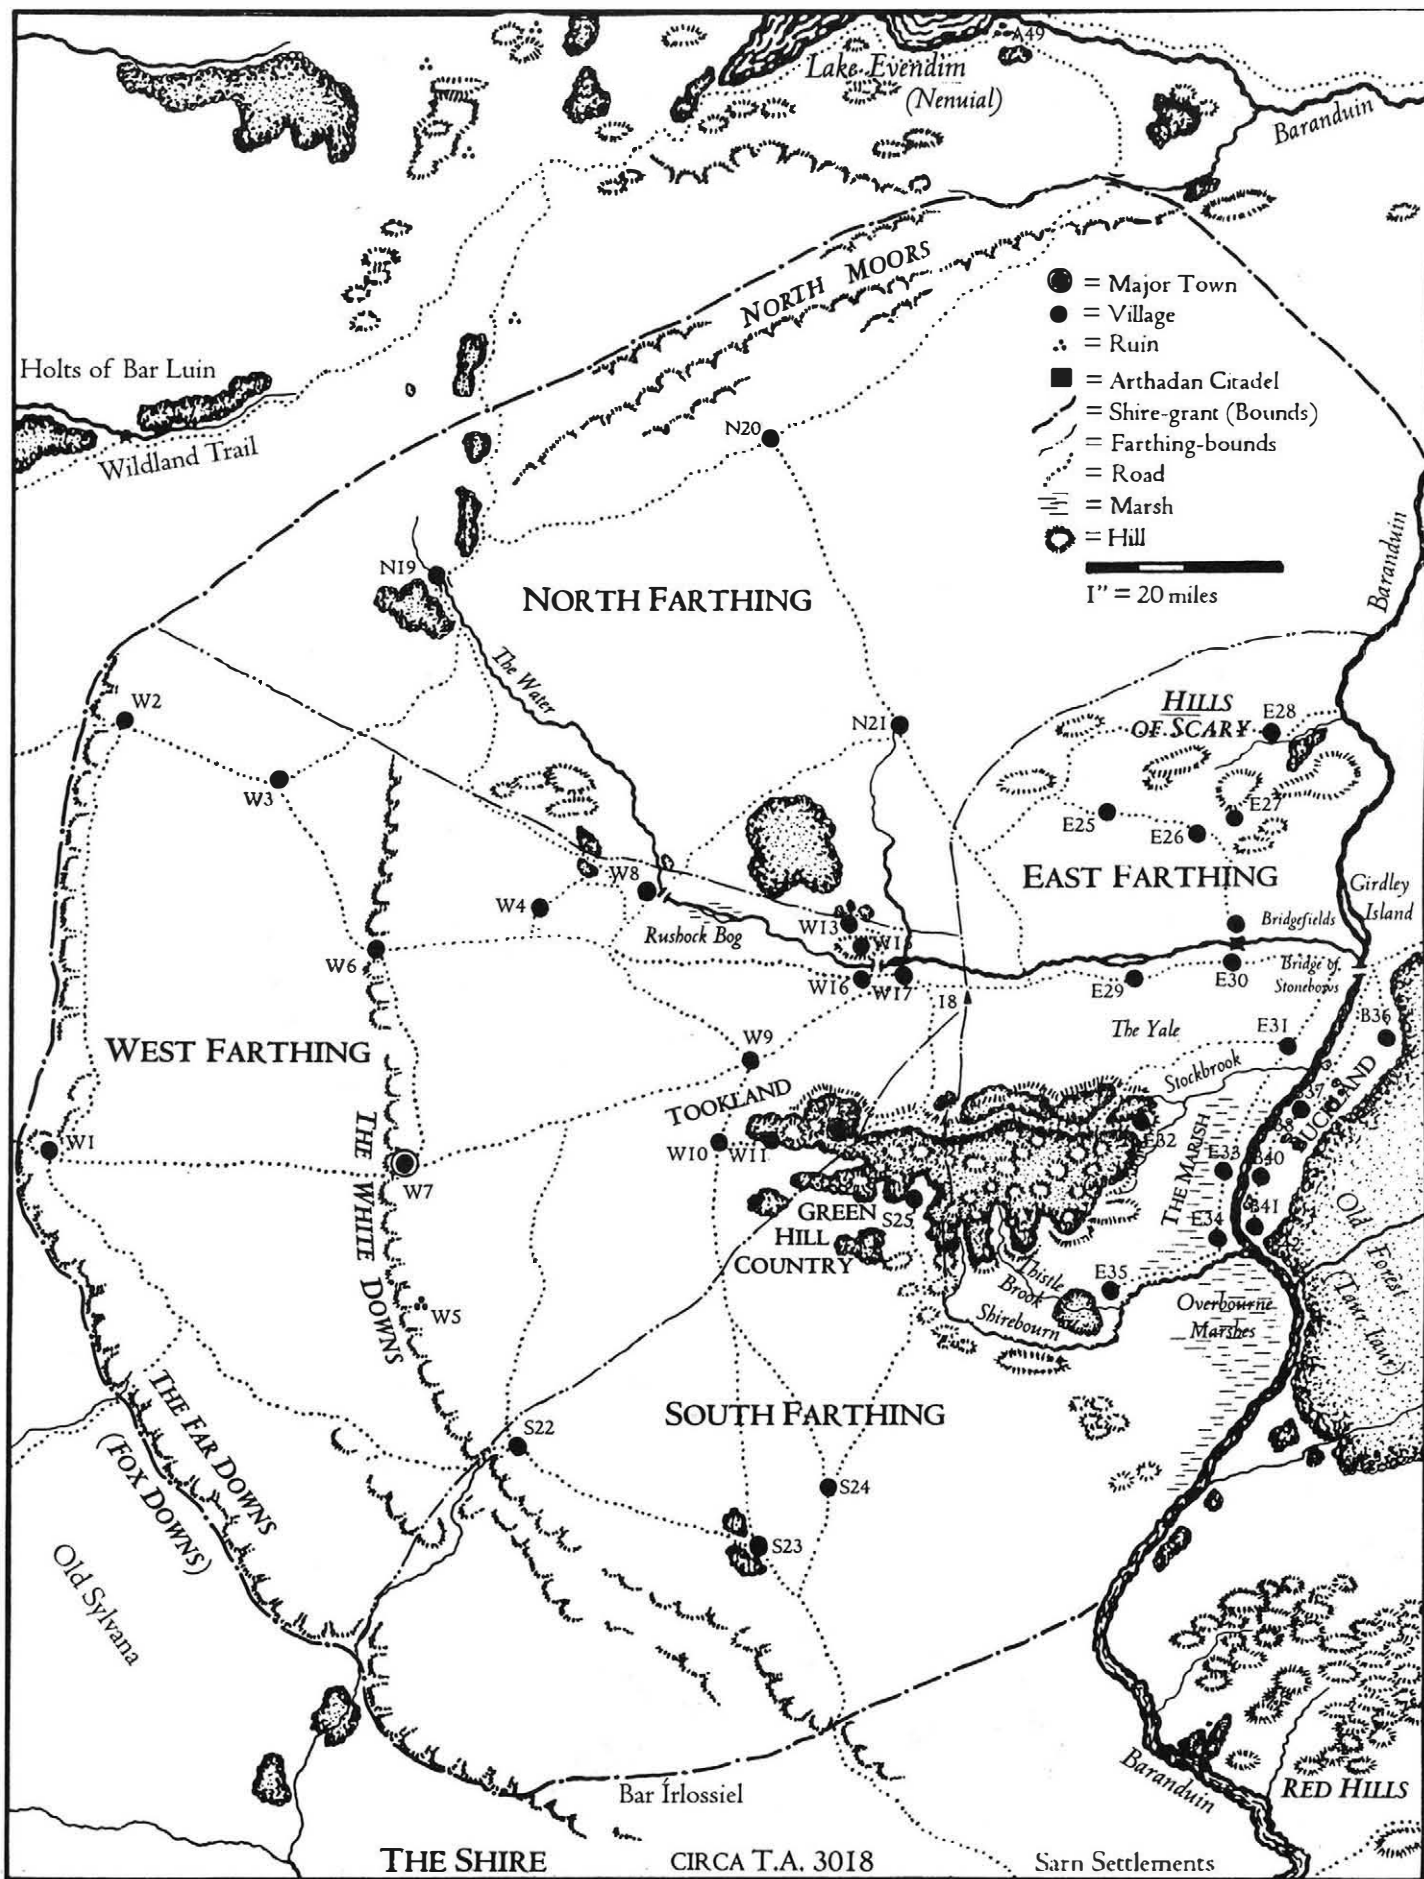 A49
Lake Evendim
(Nenuial)
Baranduin
NORTH MOORS
= Major Town
= Village
= Ruin
= Arthadan Citadel
= Shire-grant (Bounds)
= Farthing-bounds
= Road
= Marsh
= Hill
1" = 20 miles
Holts of Bar Luin
Wildland Trail
N20
Baranduin
N19
NORTH FARTHING
The Water
W2
N21
HILLS
OF SCARY
E28
W3
E25
E26
E27
EAST FARTHING
Girdley
Island
W8
W4
W13
Rushock Bog
Bridgefields
W6
W16
W17
E29
E30
Bridge of
Stonebows
18
The Yale
E31
B36
WEST FARTHING
W9
TOOKLAND
Stockbrook
BUCKLAND
W1
W10
W11
E32
THE MARISH
E33
B40
W7
THE WHITE DOWNS
GREEN
HILL
COUNTRY
S25
E34
B41
Old Forest
(Taur Iaur)
W5
Thistle
Brook
E35
Shirebourn
Overbourne
Marshes
THE FAR DOWNS
(FOX DOWNS)
S22
SOUTH FARTHING
S24
S23
Old Sylvana
Bar Írlossiel
Baranduin
RED HILLS
THE SHIRE
CIRCA T.A. 3018
Sarn Settlements